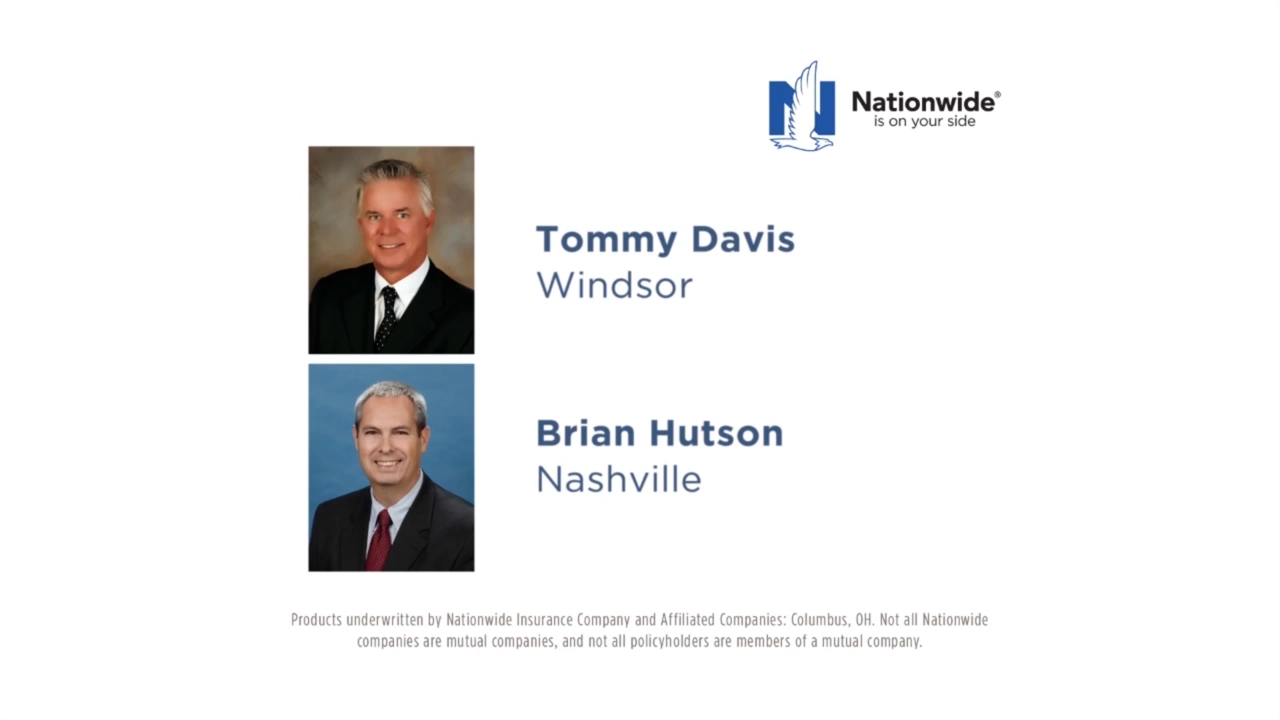 Nationwide®
is on your side
Tommy Davis
Windsor
Brian Hutson
Nashville
Products underwritten by Nationwide Insurance Company and Affiliated Companies: Columbus, OH. Not all Nationwide
companies are mutual companies, and not all policyholders are members of a mutual company.